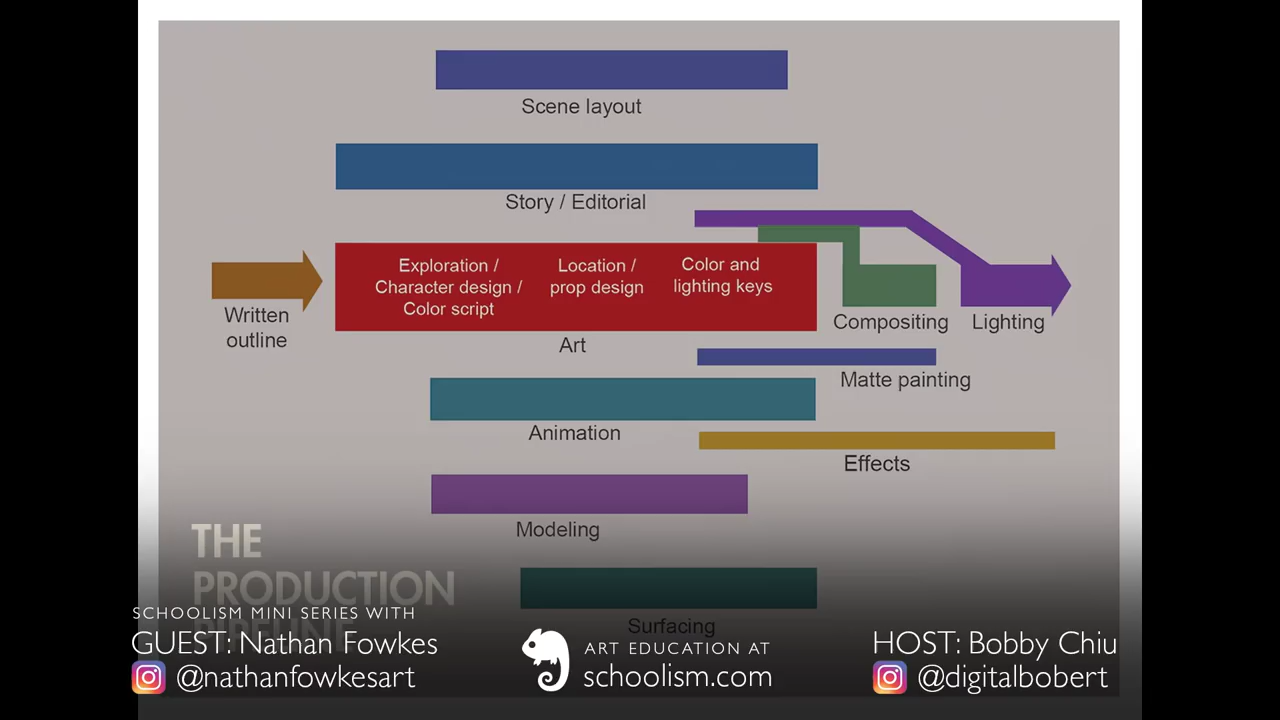 Scene layout
Story / Editorial
Exploration /
Character design /
Color script
Location /
prop design
Color and
lighting keys
Written
outline
Art
Compositing
Lighting
Matte painting
Animation
Effects
Modeling
THE
PRODUCTION
PIPELINE
Surfacing
SCHOOLISM MINI SERIES WITH
GUEST: Nathan Fowkes
@nathanfowkesart
ART EDUCATION AT
schoolism.com
HOST: Bobby Chiu
@digitalbobert